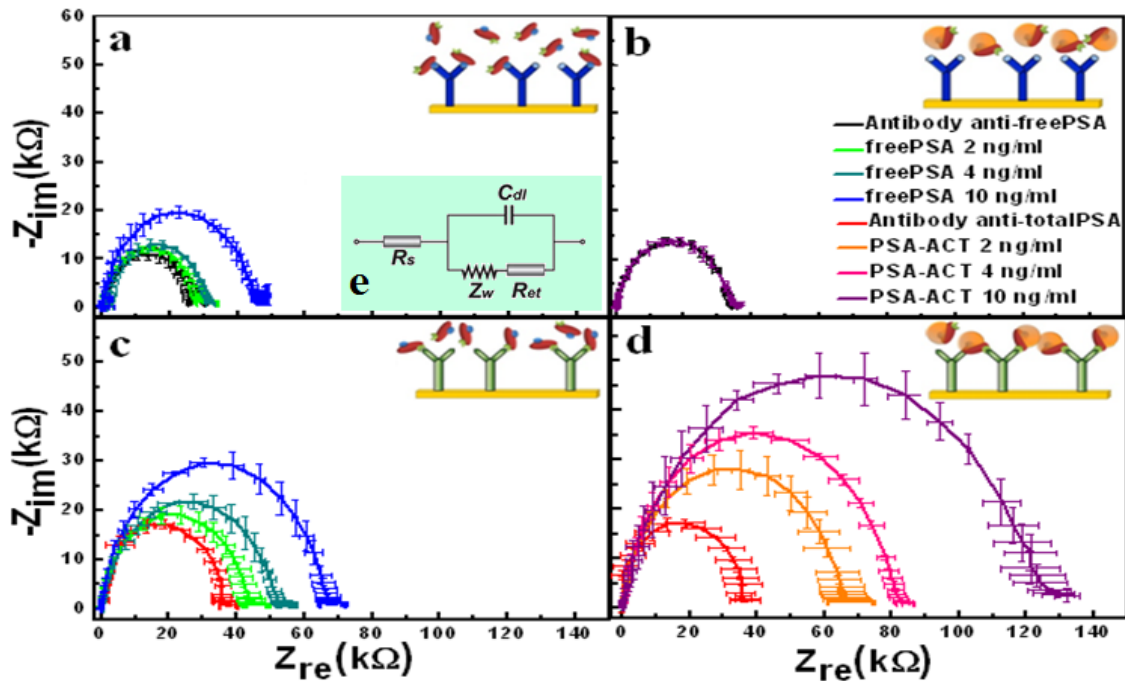 a
60
50
40
30
20
10
0
-Zim(kΩ)
Cdl
Rs
Zw
Ret
e
b
Antibody anti-freePSA
freePSA 2 ng/ml
freePSA 4 ng/ml
freePSA 10 ng/ml
Antibody anti-totalPSA
PSA-ACT 2 ng/ml
PSA-ACT 4 ng/ml
PSA-ACT 10 ng/ml
c
50
40
30
20
10
0
-Zim(kΩ)
0 20 40 60 80 100 120 140
Zre(kΩ)
d
0 20 40 60 80 100 120 140
Zre(kΩ)